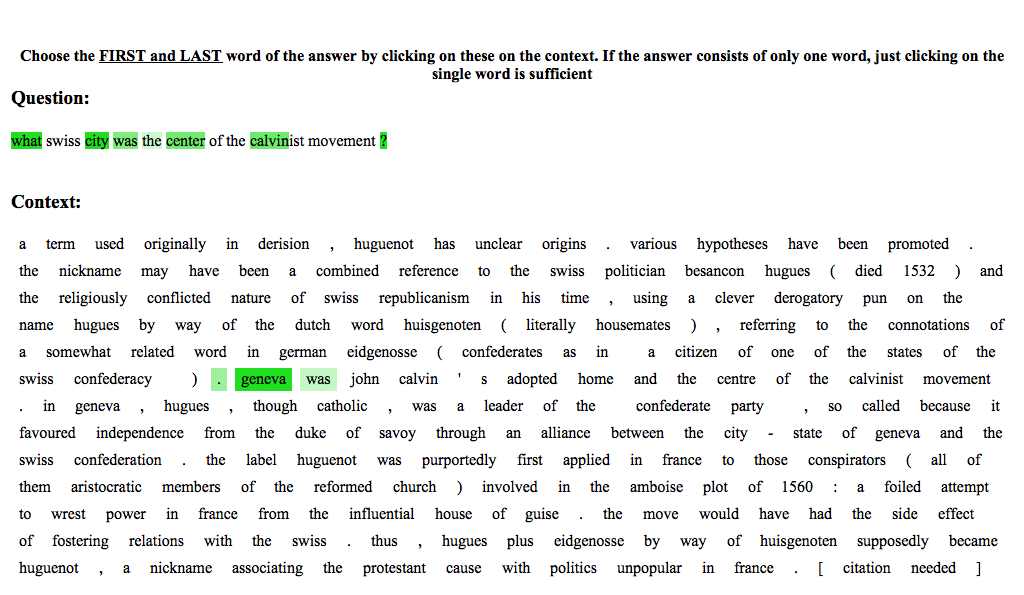 Choose the FIRST and LAST word of the answer by clicking on these on the context. If the answer consists of only one word, just clicking on the
single word is sufficient
Question:
what swiss city was the center of the calvinist movement ?
Context:
a term used originally in derision , huguenot has unclear origins . various hypotheses have been promoted .
the nickname may have been a combined reference to the swiss politician besancon hugues ( died 1532 ) and
the religiously conflicted nature of swiss republicanism in his time , using a clever derogatory pun on the
name hugues by way of the dutch word huisgenoten ( literally housemates ) , referring to the connotations of
a somewhat related word in german eidgenosse ( confederates as in a citizen of one of the states of the
swiss confederacy ) . geneva was john calvin ' s adopted home and the centre of the calvinist movement
. in geneva , hugues , though catholic , was a leader of the confederate party , so called because it
favoured independence from the duke of savoy through an alliance between the city - state of geneva and the
swiss confederation . the label huguenot was purportedly first applied in france to those conspirators ( all of
them aristocratic members of the reformed church ) involved in the amboise plot of 1560 : a foiled attempt
to wrest power in france from the influential house of guise . the move would have had the side effect
of fostering relations with the swiss . thus , hugues plus eidgenosse by way of huisgenoten supposedly became
huguenot , a nickname associating the protestant cause with politics unpopular in france . [ citation needed ]